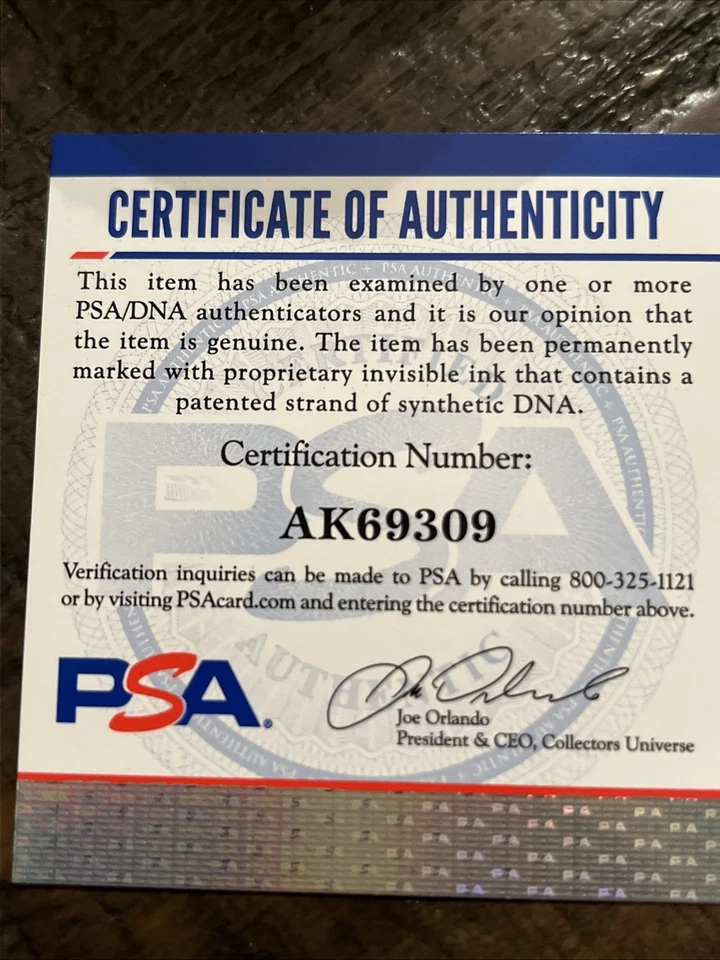 CERTIFICATE OF AUTHENTICITY
This item has been examined by one or more
PSA/DNA authenticators and it is our opinion that
the item is genuine. The item has been permanently
marked with proprietary invisible ink that contains a
patented strand of synthetic DNA.
Certification Number:
AK69309
Verification inquiries can be made to PSA by calling 800-325-1121
or by visiting PSAcard.com and entering the certification number above.
PSA®
Joe Orlando
President & CEO, Collectors Universe